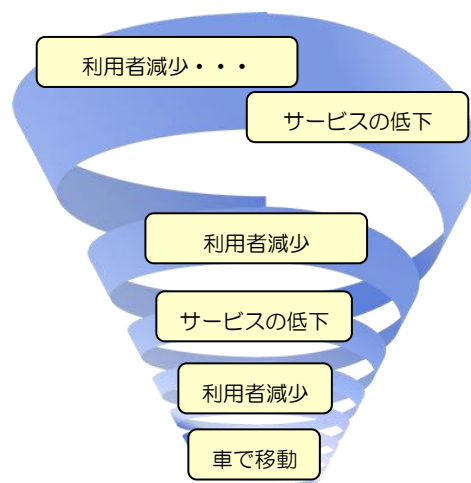 利用者減少・・・
サービスの低下
利用者減少
サービスの低下
利用者減少
車で移動